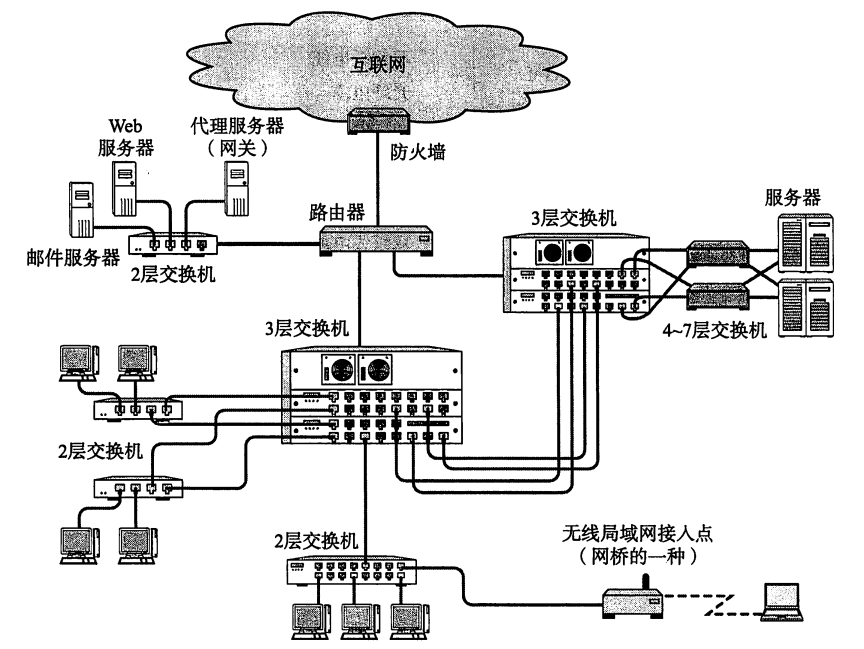 互联网
防火墙
Web
服务器
代理服务器
（网关）
邮件服务器
2层交换机
路由器
3层交换机
服务器
4~7层交换机
3层交换机
2层交换机
2层交换机
无线局域网接入点
（网桥的一种）